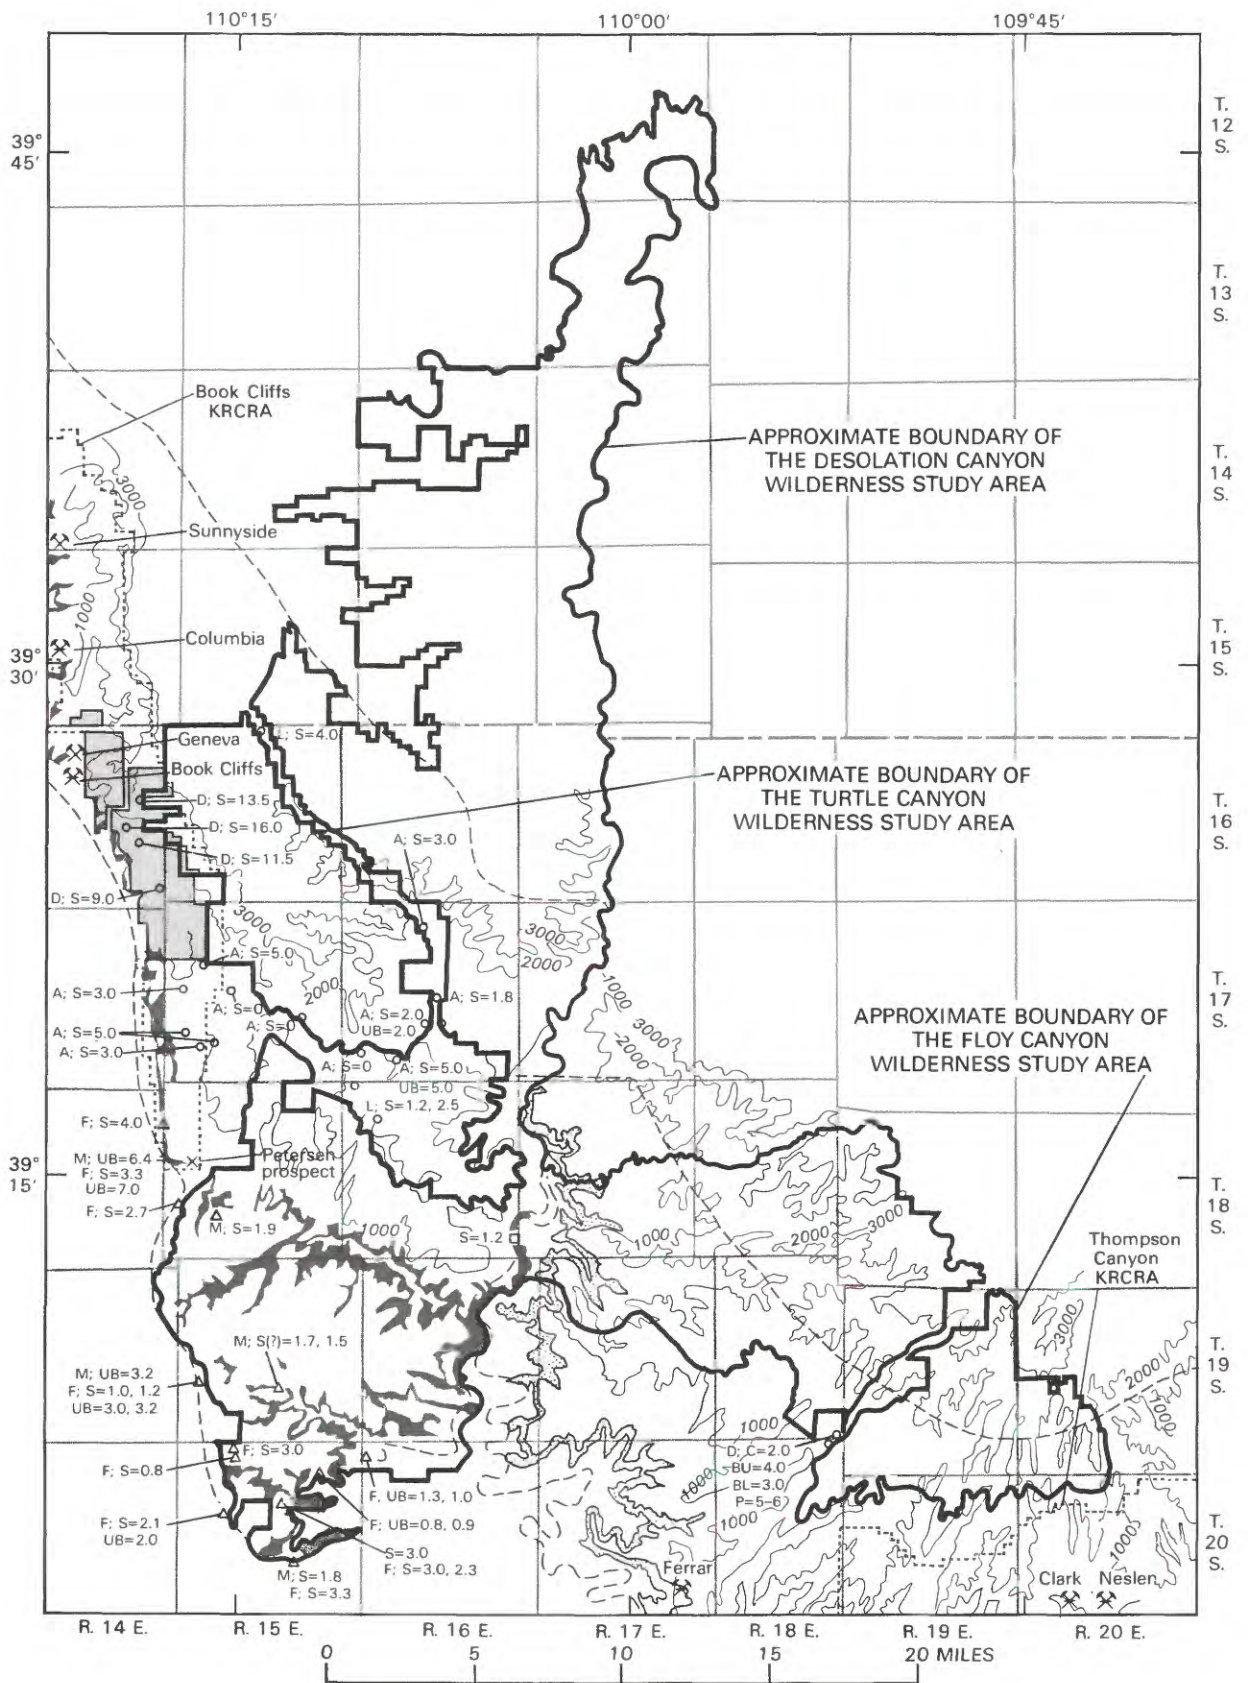 110°15′ 110°00′ 109°45′
T.
12
S.
39°
45′
T.
13
S.
Book Cliffs
KRCRA
3000
APPROXIMATE BOUNDARY OF
THE DESOLATION CANYON
WILDERNESS STUDY AREA
T.
14
S.
Sunnyside
1000
Columbia
T.
15
S.
39°
30′
L; S=4.0
Geneva
Book Cliffs
APPROXIMATE BOUNDARY OF
THE TURTLE CANYON
WILDERNESS STUDY AREA
D; S=13.5
T.
16
S.
D; S=16.0
A; S=3.0
D; S=11.5
D; S=9.0
3000
3000
2000
A; S=5.0
1000
T.
17
S.
A; S=3.0
2000
A; S=1.8
3000
A; S=0
A; S=0
A; S=2.0
UB=2.0
APPROXIMATE BOUNDARY OF
THE FLOY CANYON
WILDERNESS STUDY AREA
A; S=5.0
A; S=3.0
2000
A; S=0
A; S=5.0
UB=5.0
L; S=1.2, 2.5
F; S=4.0
M; UB=6.4
Petersen
prospect
F; S=3.3
UB=7.0
39°
15′
F; S=2.7
M; S=1.9
1000
S=1.2
1000
2000
3000
T.
18
S.
Thompson
Canyon
KRCRA
3000
M; S(?)=1.7, 1.5
T.
19
S.
M; UB=3.2
F; S=1.0, 1.2
UB=3.0, 3.2
2000
1000
1000
F; S=3.0
F; S=0.8
D; C=2.0
BU=4.0
BL=3.0
P=5-6
1000
1000
F. UB=1.3, 1.0
F; S=2.1
UB=2.0
F; UB=0.8, 0.9
S=3.0
F; S=3.0, 2.3
T.
20
S.
1000
M; S=1.8
F; S=3.3
Ferrar
Clark Neslen
R. 14 E. R. 15 E. R. 16 E. R. 17 E. R. 18 E. R. 19 E. R. 20 E.
0 5 10 15 20 MILES